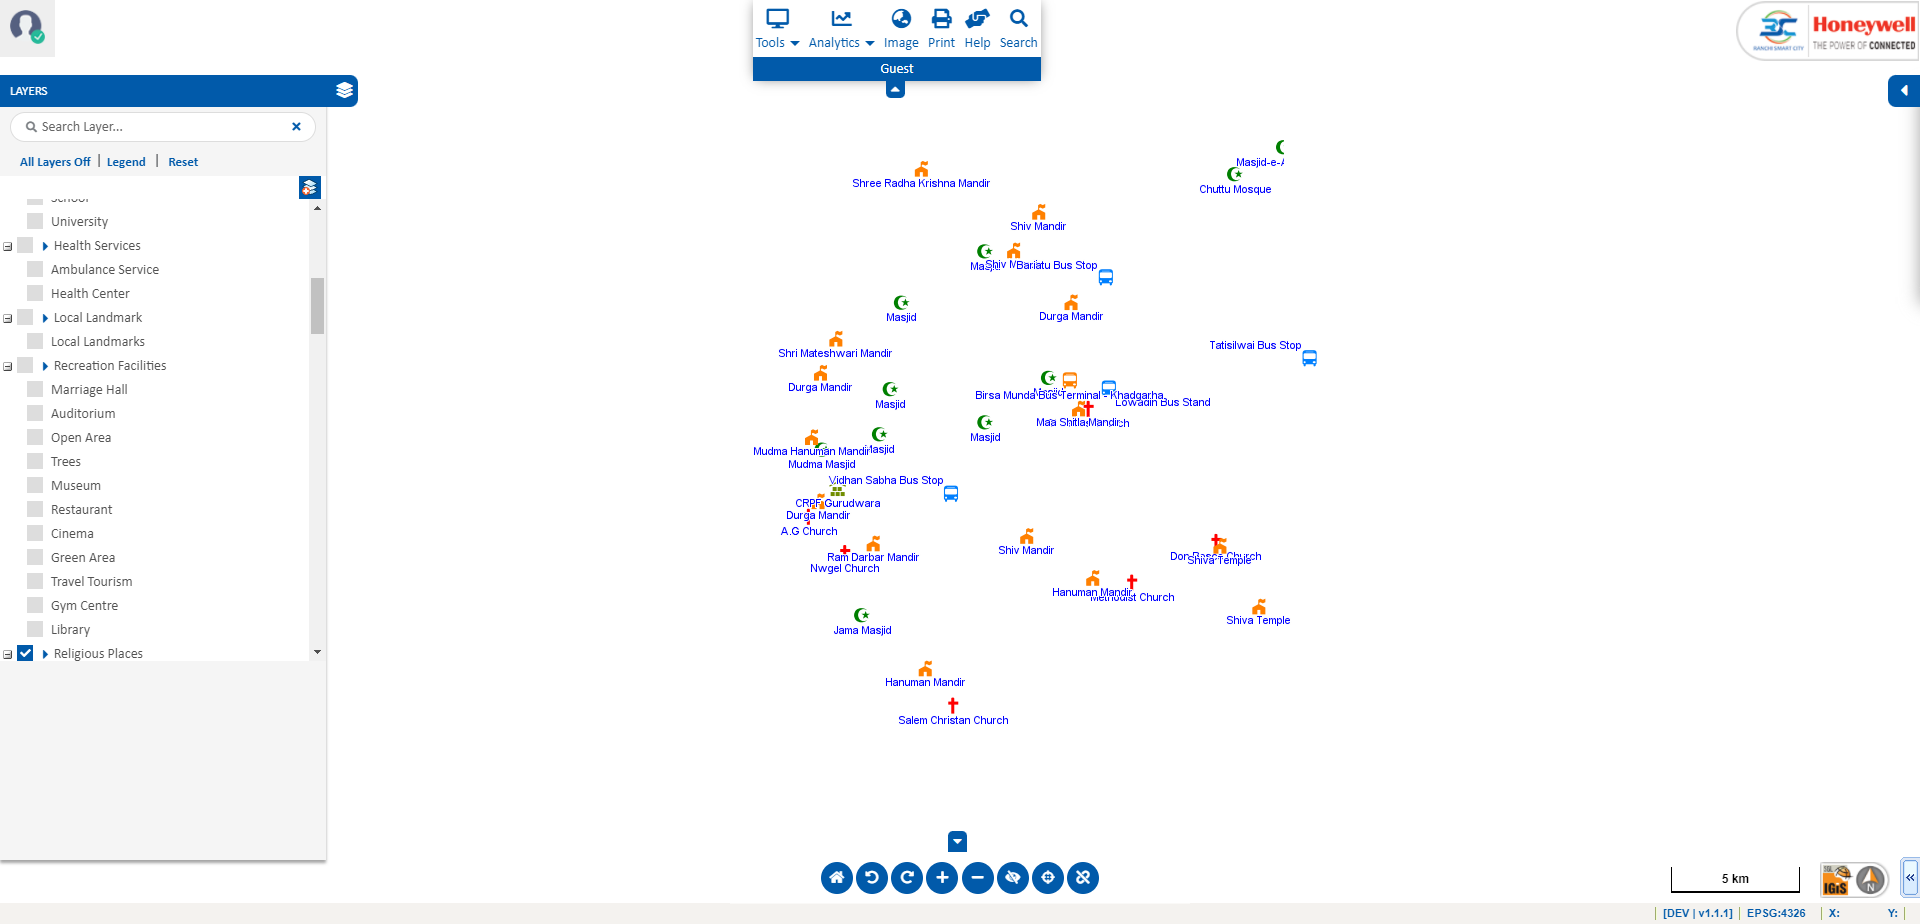 Tools
Analytics
Image
Print
Help
Search
Guest
RANCHI SMART CITY
Honeywell
THE POWER OF CONNECTED
LAYERS
Search Layer...
All Layers Off
Legend
Reset
School
University
Health Services
Ambulance Service
Health Center
Local Landmark
Local Landmarks
Recreation Facilities
Marriage Hall
Auditorium
Open Area
Trees
Museum
Restaurant
Cinema
Green Area
Travel Tourism
Gym Centre
Library
Religious Places
Masjid-e-A
Shree Radha Krishna Mandir
Chuttu Mosque
Shiv Mandir
Bariatu Bus Stop
Masjid
Durga Mandir
Tatisilwai Bus Stop
Shri Mateshwari Mandir
Durga Mandir
Birsa Munda Bus Terminal - Khadgarha
Masjid
Lowadih Bus Stand
Maa Shitla Mandir
Masjid
Masjid
Mudma Hanuman Mandir
Mudma Masjid
Vidhan Sabha Bus Stop
CRPF Gurudwara
Durga Mandir
A.G Church
Shiv Mandir
Ram Darbar Mandir
Nwgel Church
Shiva Temple
Hanuman Mandir
Methodist Church
Shiva Temple
Jama Masjid
Hanuman Mandir
Salem Christan Church
5 km
IGiS
N
[DEV | v1.1.1]
EPSG:4326
X:
Y: